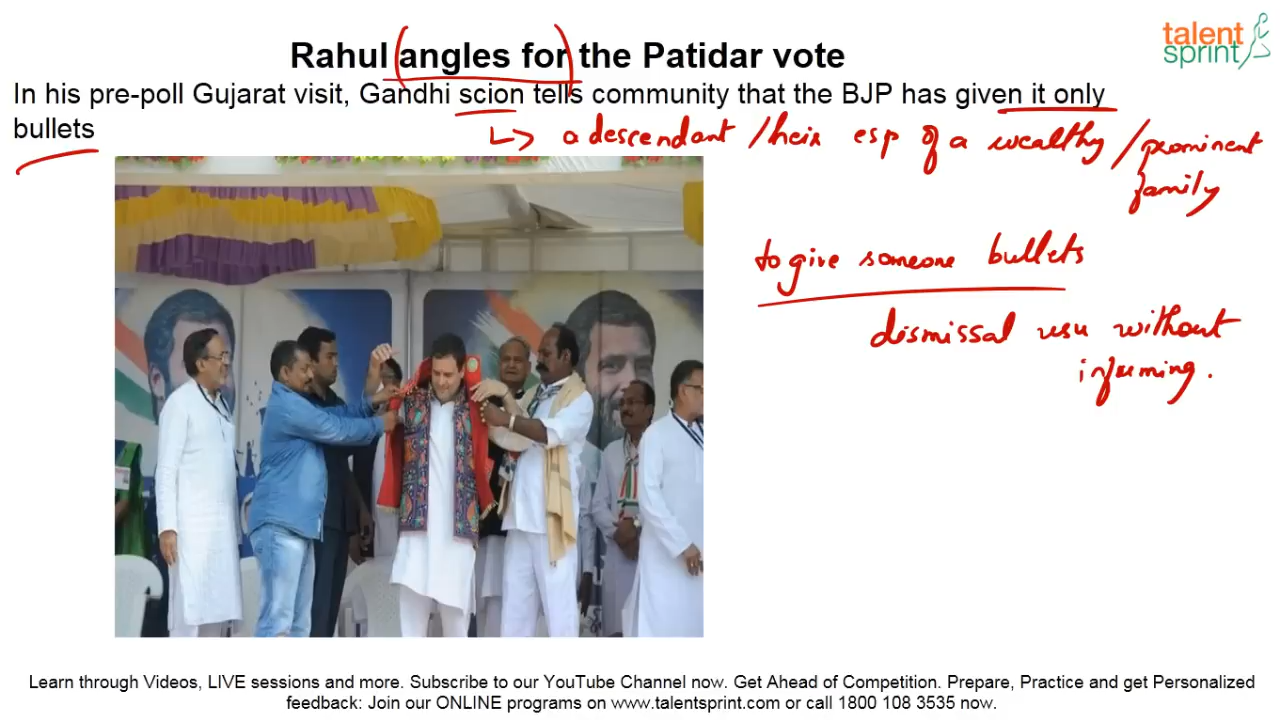 talent
sprint
Rahul angles for the Patidar vote
In his pre-poll Gujarat visit, Gandhi scion tells community that the BJP has given it only
bullets
↳ a descendant / heir esp of a wealthy / prominent
family
to give someone bullets
dismissal usu without
informing.
Learn through Videos, LIVE sessions and more. Subscribe to our YouTube Channel now. Get Ahead of Competition. Prepare, Practice and get Personalized
feedback: Join our ONLINE programs on www.talentsprint.com or call 1800 108 3535 now.